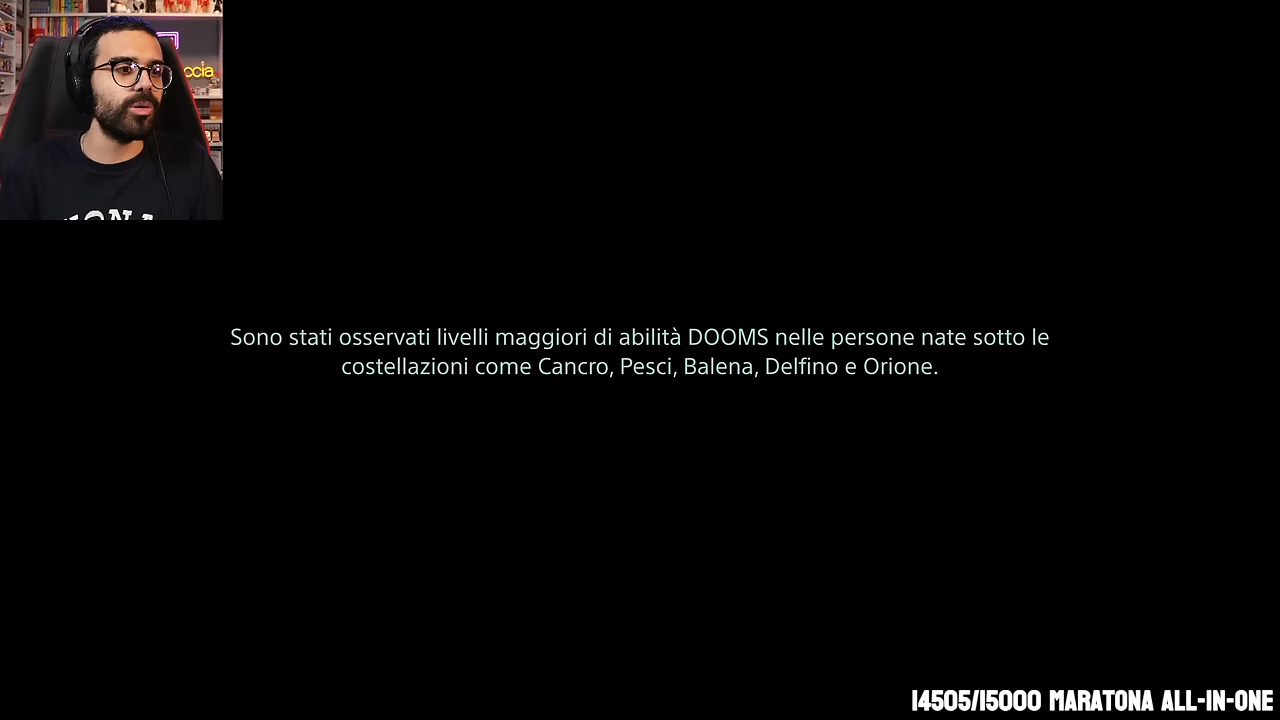 ccia
Sono stati osservati livelli maggiori di abilità DOOMS nelle persone nate sotto le
costellazioni come Cancro, Pesci, Balena, Delfino e Orione.
14505/15000 MARATONA ALL-IN-ONE